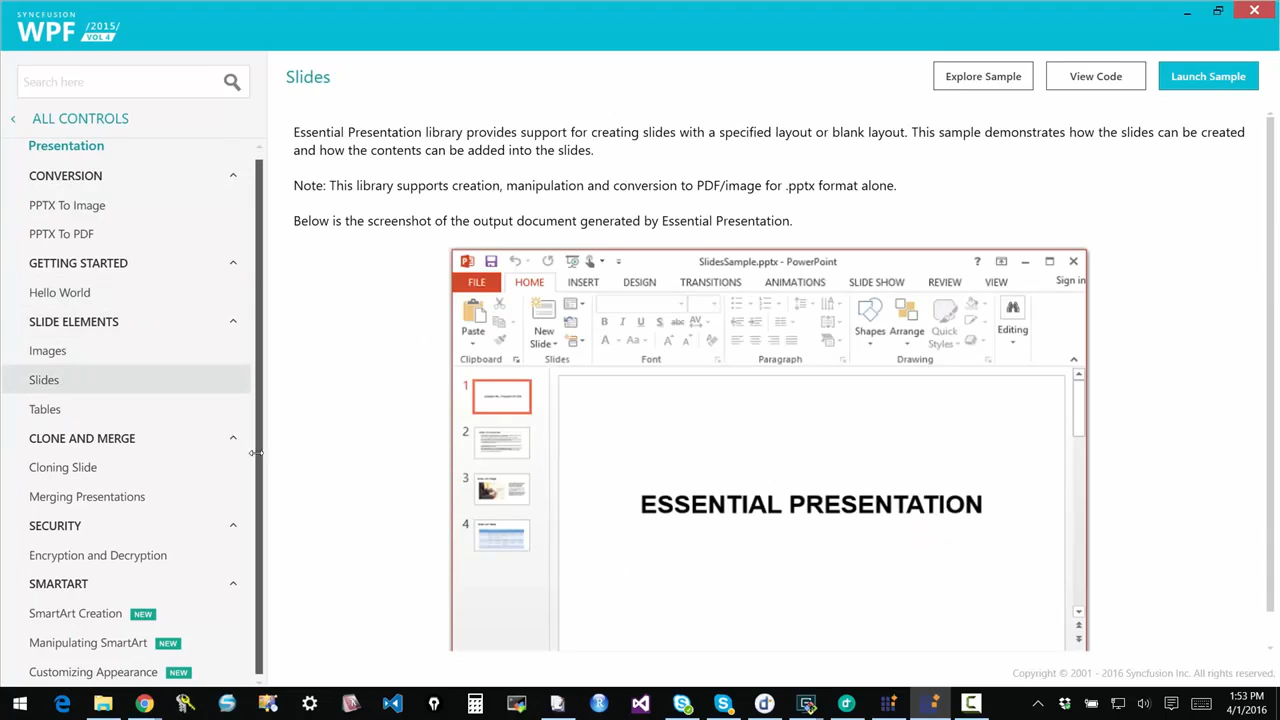 SYNCFUSION
WPF /2015/ VOL 4
Search here
ALL CONTROLS
Presentation
CONVERSION
PPTX To Image
PPTX To PDF
GETTING STARTED
Hello World
SLIDE ELEMENTS
Images
Slides
Tables
CLONE AND MERGE
Cloning Slide
Merging Presentations
SECURITY
Encryption and Decryption
SMARTART
SmartArt Creation NEW
Manipulating SmartArt NEW
Customizing Appearance NEW
Slides
Explore Sample View Code Launch Sample
Essential Presentation library provides support for creating slides with a specified layout or blank layout. This sample demonstrates how the slides can be created
and how the contents can be added into the slides.
Note: This library supports creation, manipulation and conversion to PDF/image for .pptx format alone.
Below is the screenshot of the output document generated by Essential Presentation.
SlidesSample.pptx - PowerPoint
FILE HOME INSERT DESIGN TRANSITIONS ANIMATIONS SLIDE SHOW REVIEW VIEW Sign in
Paste New Slide Shapes Arrange Quick Styles Editing
Clipboard Slides Font Paragraph Drawing
1
2
3
4
ESSENTIAL PRESENTATION
Copyright © 2001 - 2016 Syncfusion Inc. All rights reserved.
1:53 PM
4/1/2016